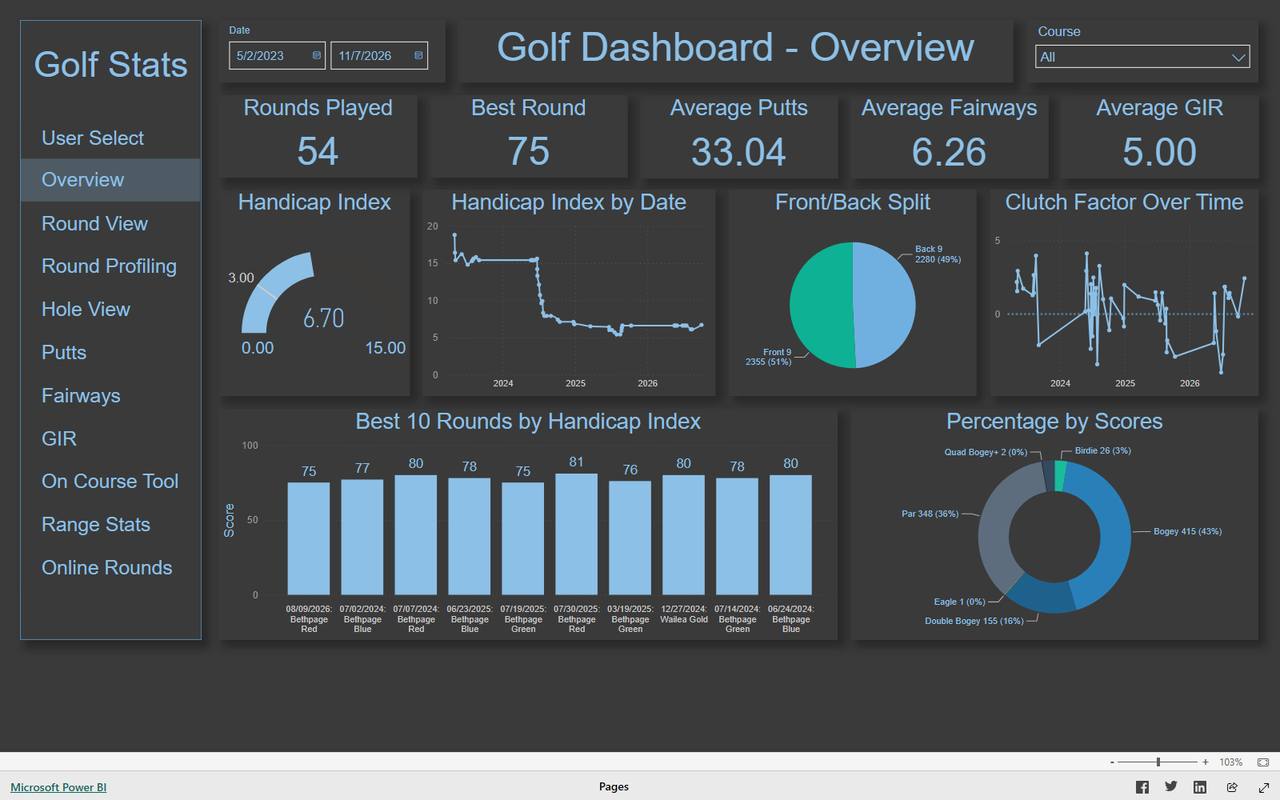 Golf Stats
User Select
Overview
Round View
Round Profiling
Hole View
Putts
Fairways
GIR
On Course Tool
Range Stats
Online Rounds
Date
5/2/2023
11/7/2026
Golf Dashboard - Overview
Course
All
Rounds Played
54
Best Round
75
Average Putts
33.04
Average Fairways
6.26
Average GIR
5.00
Handicap Index
3.00
6.70
0.00
15.00
Handicap Index by Date
20
15
10
5
0
2024
2025
2026
Front/Back Split
Back 9
2280 (49%)
Front 9
2355 (51%)
Clutch Factor Over Time
5
0
2024
2025
2026
Best 10 Rounds by Handicap Index
Score
100
50
0
75
77
80
78
75
81
76
80
78
80
08/09/2026:
Bethpage
Red
07/02/2024:
Bethpage
Blue
07/07/2024:
Bethpage
Red
06/23/2025:
Bethpage
Blue
07/19/2025:
Bethpage
Green
07/30/2025:
Bethpage
Red
03/19/2025:
Bethpage
Green
12/27/2024:
Wailea Gold
07/14/2024:
Bethpage
Green
06/24/2024:
Bethpage
Blue
Percentage by Scores
Quad Bogey+ 2 (0%)
Birdie 26 (3%)
Par 348 (36%)
Bogey 415 (43%)
Eagle 1 (0%)
Double Bogey 155 (16%)
- + 103%
Microsoft Power BI
Pages